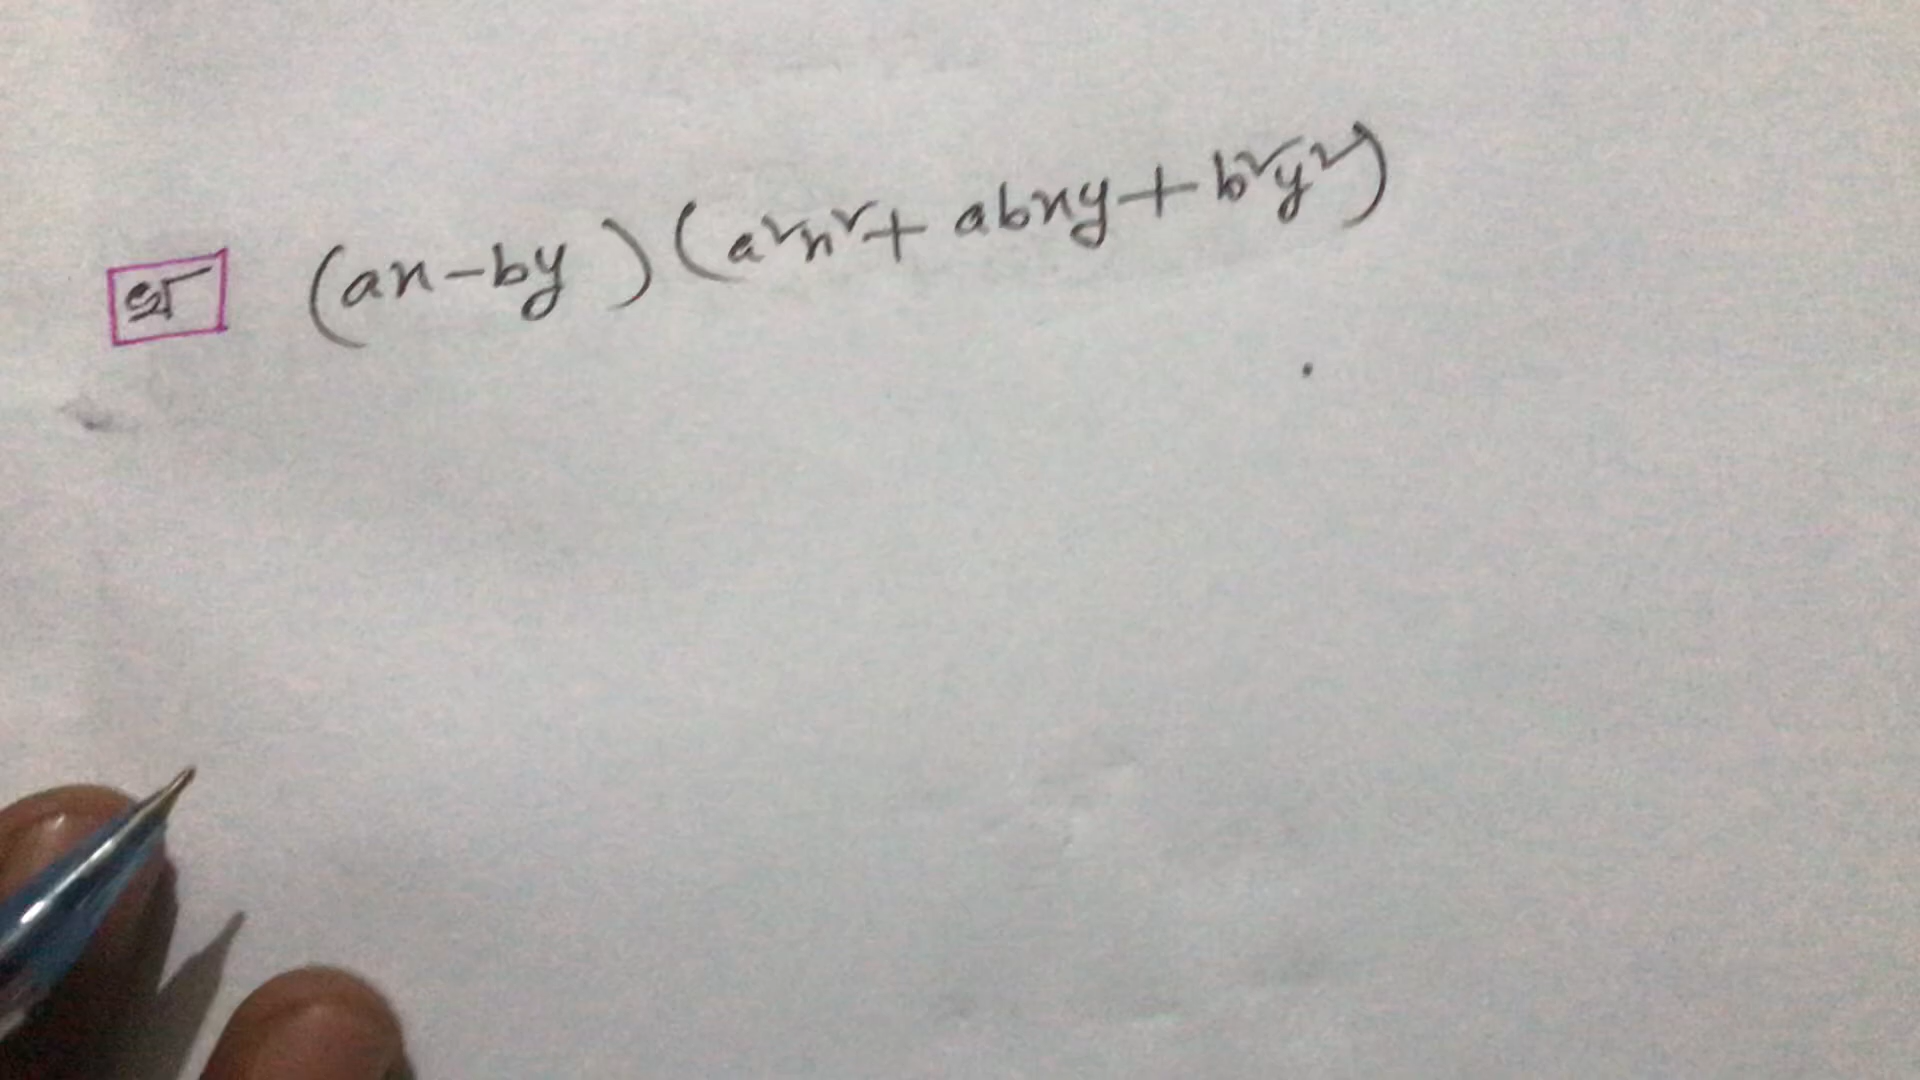 খ (ax-by) (a²x²+ abxy+b²y²)